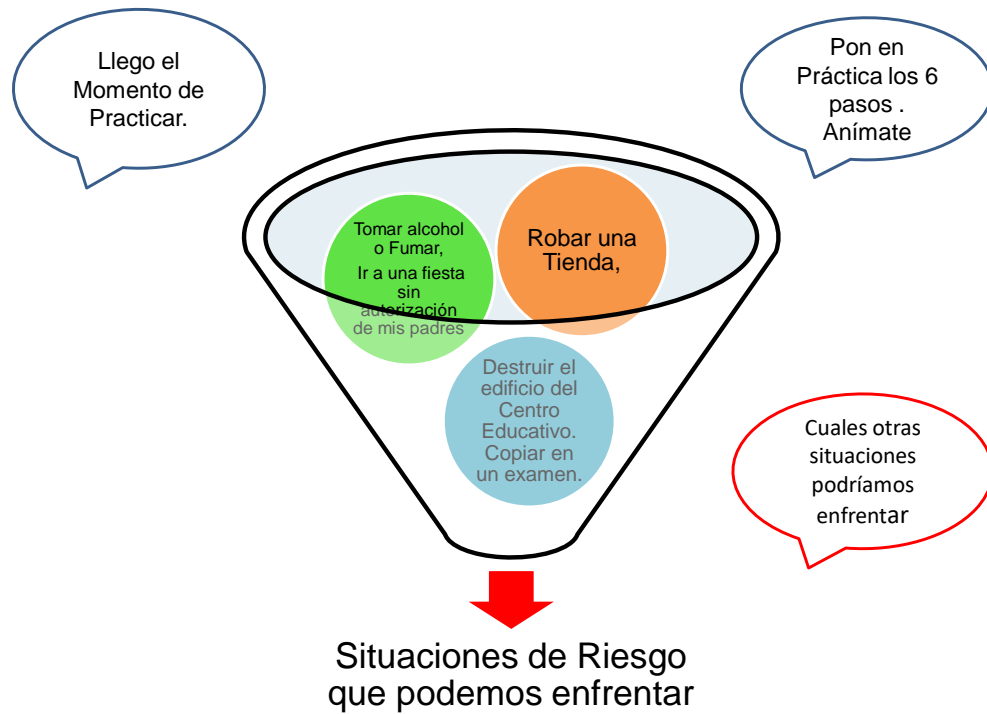 Llego el
Momento de
Practicar.
Pon en
Práctica los 6
pasos .
Anímate
Tomar alcohol
o Fumar,
Ir a una fiesta
sin
autorización
de mis padres
Robar una
Tienda,
Destruir el
edificio del
Centro
Educativo.
Copiar en
un examen.
Cuales otras
situaciones
podríamos
enfrentar
Situaciones de Riesgo
que podemos enfrentar